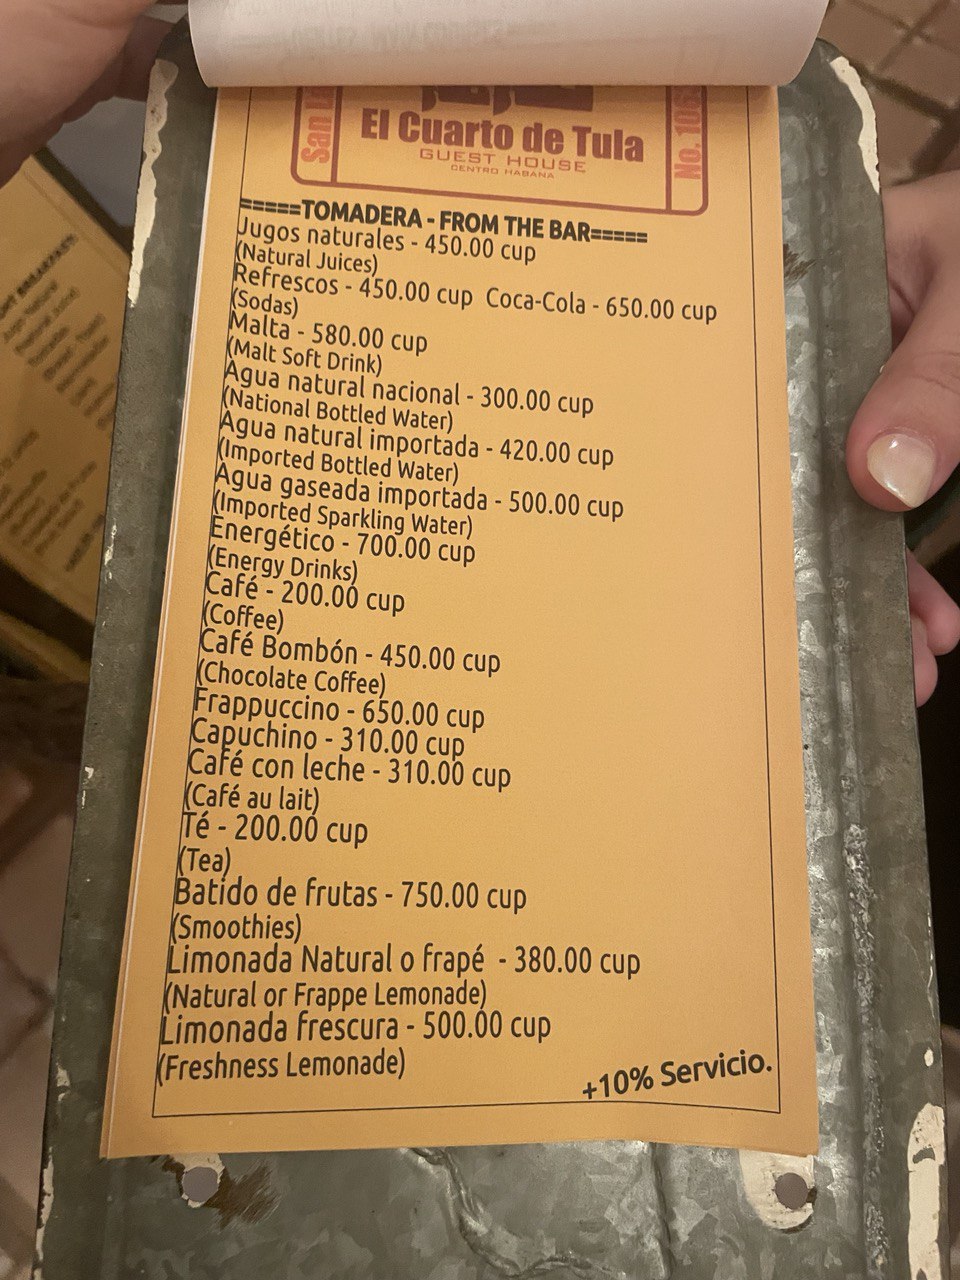 San L
El Cuarto de Tula
GUEST HOUSE
CENTRO HABANA
No. 1063
=====TOMADERA - FROM THE BAR=====
Jugos naturales - 450.00 cup
(Natural Juices)
Refrescos - 450.00 cup  Coca-Cola - 650.00 cup
(Sodas)
Malta - 580.00 cup
(Malt Soft Drink)
Agua natural nacional - 300.00 cup
(National Bottled Water)
Agua natural importada - 420.00 cup
(Imported Bottled Water)
Agua gaseada importada - 500.00 cup
(Imported Sparkling Water)
Energético - 700.00 cup
(Energy Drinks)
Café - 200.00 cup
(Coffee)
Café Bombón - 450.00 cup
(Chocolate Coffee)
Frappuccino - 650.00 cup
Capuchino - 310.00 cup
Café con leche - 310.00 cup
(Café au lait)
Té - 200.00 cup
(Tea)
Batido de frutas - 750.00 cup
(Smoothies)
Limonada Natural o frapé  - 380.00 cup
(Natural or Frappe Lemonade)
Limonada frescura - 500.00 cup
(Freshness Lemonade)
+10% Servicio.